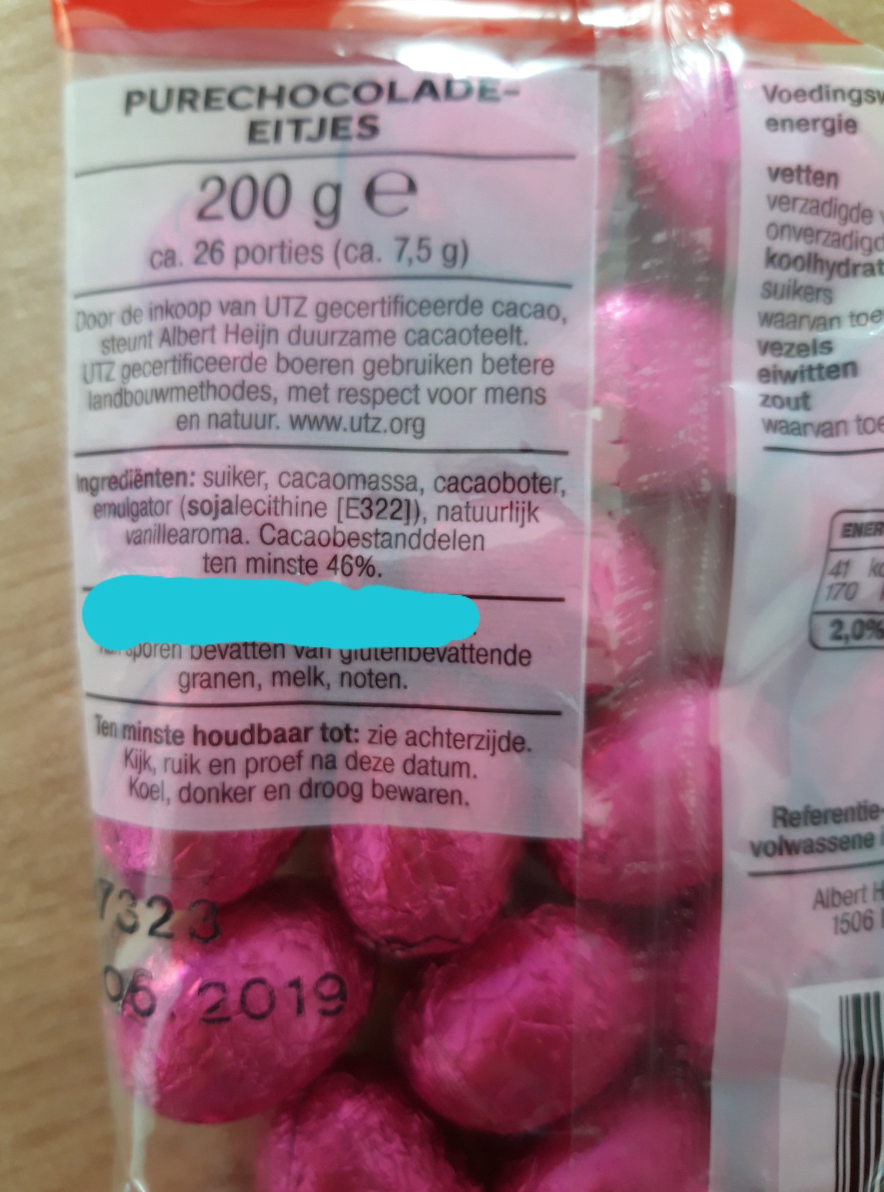 PURECHOCOLADE-
EITJES
200 g e
ca. 26 porties (ca. 7,5 g)
Door de inkoop van UTZ gecertificeerde cacao,
steunt Albert Heijn duurzame cacaoteelt.
UTZ gecertificeerde boeren gebruiken betere
landbouwmethodes, met respect voor mens
en natuur. www.utz.org
Ingrediënten: suiker, cacaomassa, cacaoboter,
emulgator (sojalecithine [E322]), natuurlijk
vanillearoma. Cacaobestanddelen
ten minste 46%.
sporen bevatten van glutenbevattende
granen, melk, noten.
Ten minste houdbaar tot: zie achterzijde.
Kijk, ruik en proef na deze datum.
Koel, donker en droog bewaren.
7323
06.2019
Voedingsw
energie
vetten
verzadigde
onverzadigd
koolhydrat
suikers
waarvan toe
vezels
eiwitten
zout
waarvan toe
ENER
41 k
170
2,0%
Referentie-
volwassene
Albert H
1506